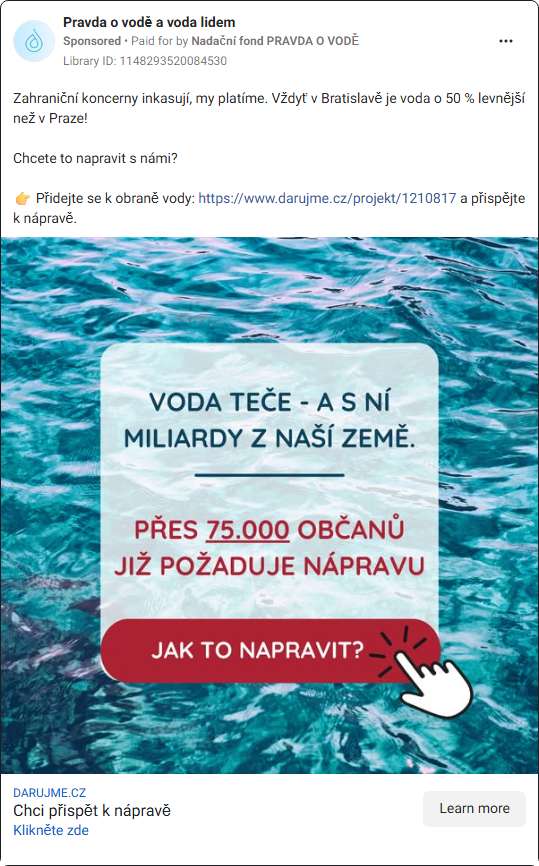 Pravda o vodě a voda lidem
Sponsored • Paid for by Nadační fond PRAVDA O VODĚ
Library ID: 1148293520084530
Zahraniční koncerny inkasují, my platíme. Vždyť v Bratislavě je voda o 50 % levnější
než v Praze!
Chcete to napravit s námi?
👉 Přidejte se k obraně vody: https://www.darujme.cz/projekt/1210817 a přispějte
k nápravě.
VODA TEČE - A S NÍ
MILIARDY Z NAŠÍ ZEMĚ.
PŘES 75.000 OBČANŮ
JIŽ POŽADUJE NÁPRAVU
JAK TO NAPRAVIT?
DARUJME.CZ
Chci přispět k nápravě
Klikněte zde
Learn more